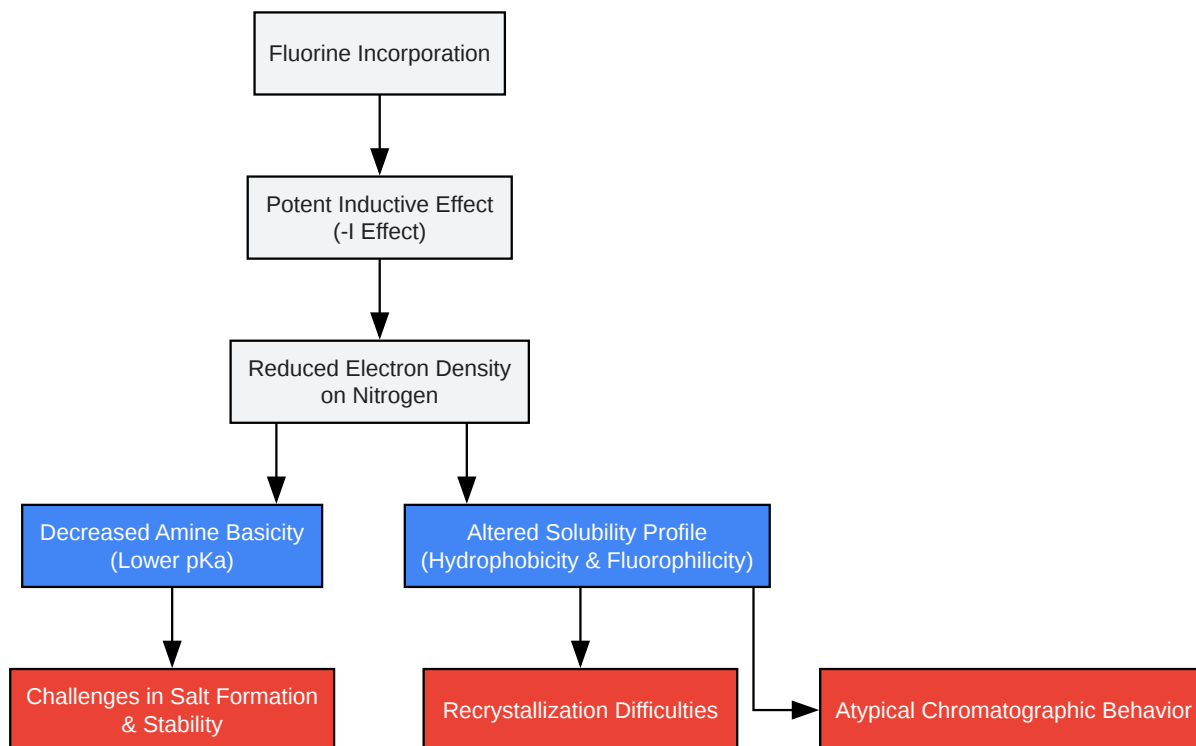 Fluorine Incorporation
Potent Inductive Effect
(-I Effect)
Reduced Electron Density
on Nitrogen
Decreased Amine Basicity
(Lower pKa)
Altered Solubility Profile
(Hydrophobicity & Fluorophilicity)
Challenges in Salt Formation
& Stability
Recrystallization Difficulties
Atypical Chromatographic Behavior